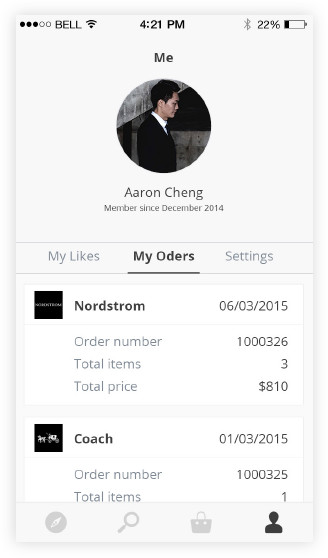 BELL 4:21 PM 22%
Me
Aaron Cheng
Member since December 2014
My Likes My Oders Settings
NORDSTROM Nordstrom 06/03/2015
Order number 1000326
Total items 3
Total price $810
Coach 01/03/2015
Order number 1000325
Total items 1